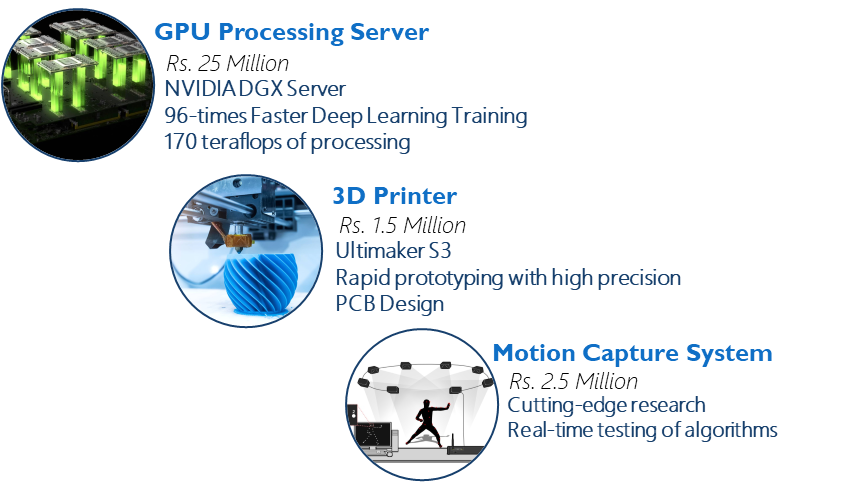 GPU Processing Server
Rs. 25 Million
NVIDIA DGX Server
96-times Faster Deep Learning Training
170 teraflops of processing
3D Printer
Rs. 1.5 Million
Ultimaker S3
Rapid prototyping with high precision
PCB Design
Motion Capture System
Rs. 2.5 Million
Cutting-edge research
Real-time testing of algorithms